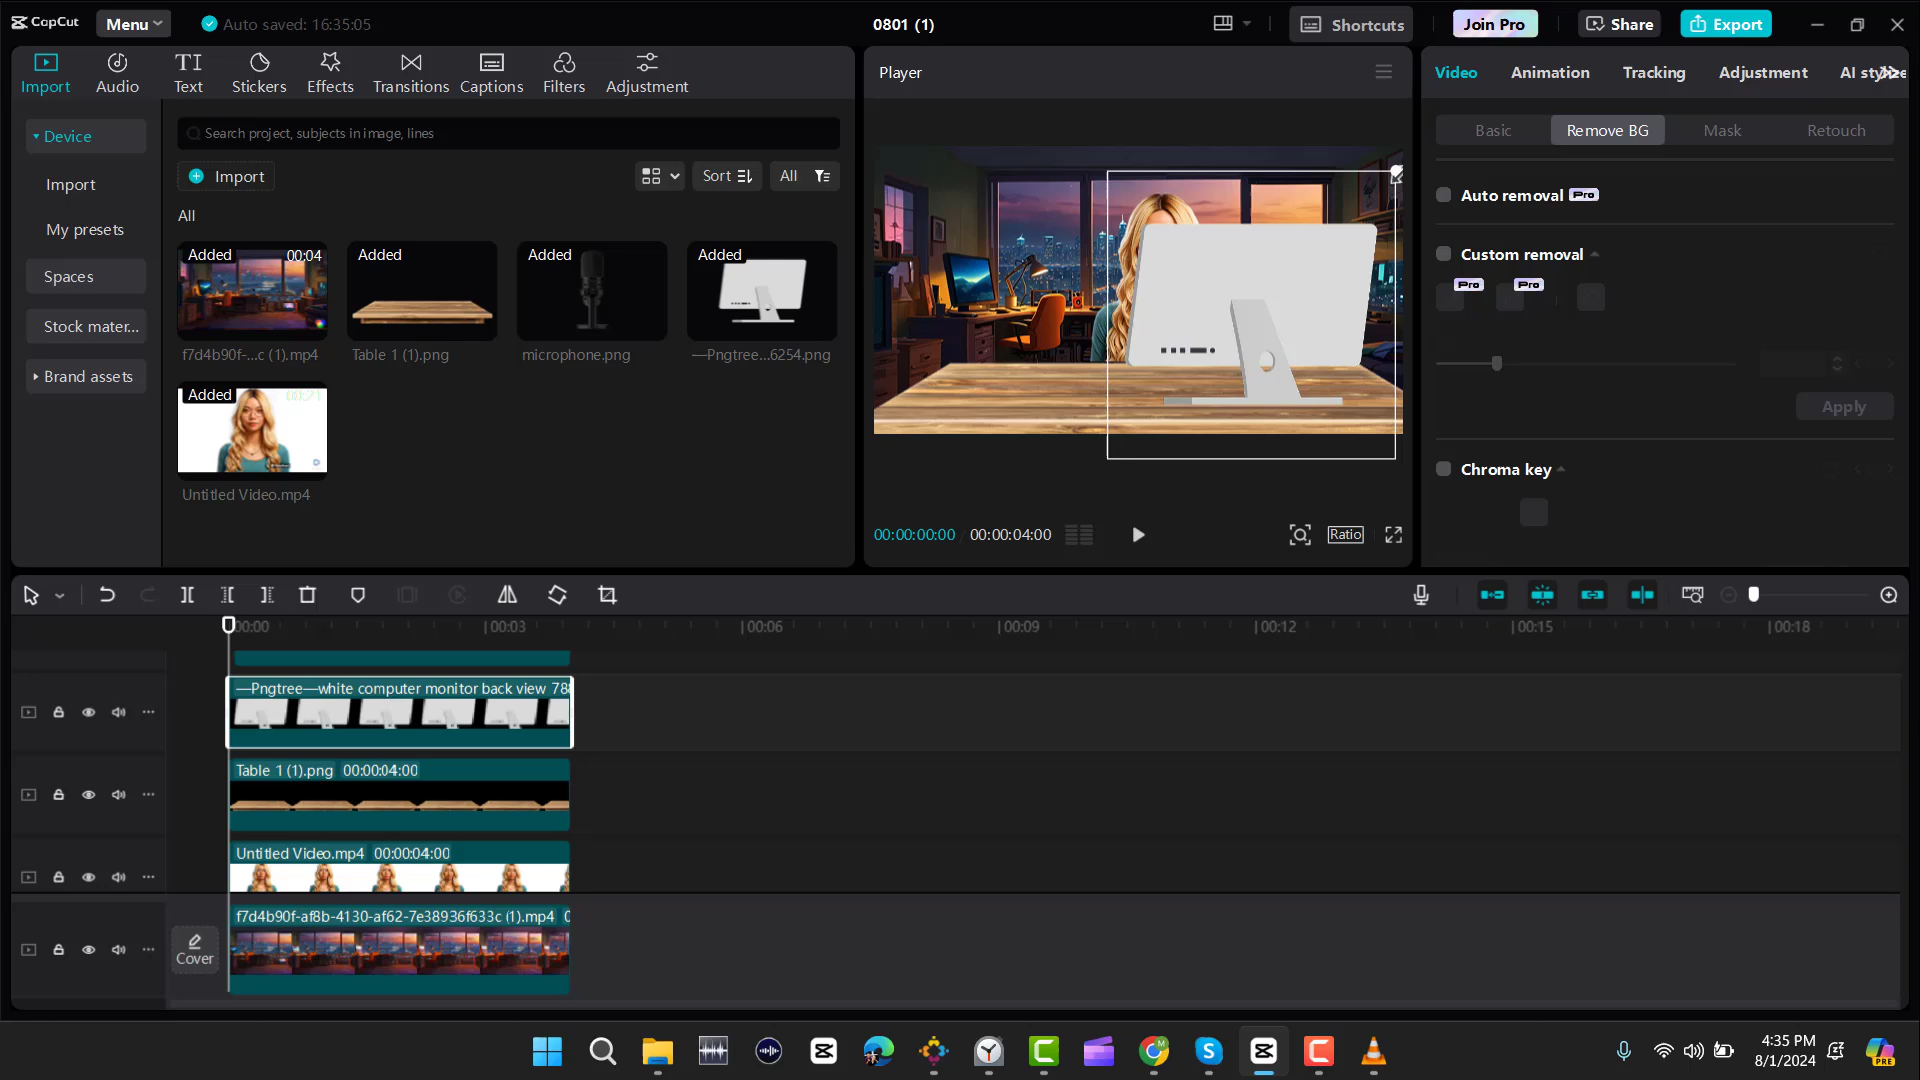 CapCut
Menu
Auto saved: 16:35:05
0801 (1)
Shortcuts
Join Pro
Share
Export
Import
Audio
Text
Stickers
Effects
Transitions
Captions
Filters
Adjustment
Player
Video
Animation
Tracking
Adjustment
AI
Device
Import
My presets
Spaces
Stock mater...
Brand assets
Search project, subjects in image, lines
Import
Sort
All
All
Added
00:04
f7d4b90f-...c (1).mp4
Added
Table 1 (1).png
Added
microphone.png
Added
—Pngtree...6254.png
Added
00:21
Untitled Video.mp4
00:00:00:00
00:00:04:00
Ratio
Basic
Remove BG
Mask
Retouch
Auto removal Pro
Custom removal
Pro
Pro
Apply
Chroma key
00:00
00:03
00:06
00:09
00:12
00:15
00:18
—Pngtree—white computer monitor back view
Table 1 (1).png 00:00:04:00
Untitled Video.mp4 00:00:04:00
f7d4b90f-af8b-4130-af62-7e38936f633c (1).mp4
Cover
4:35 PM
8/1/2024
PRE